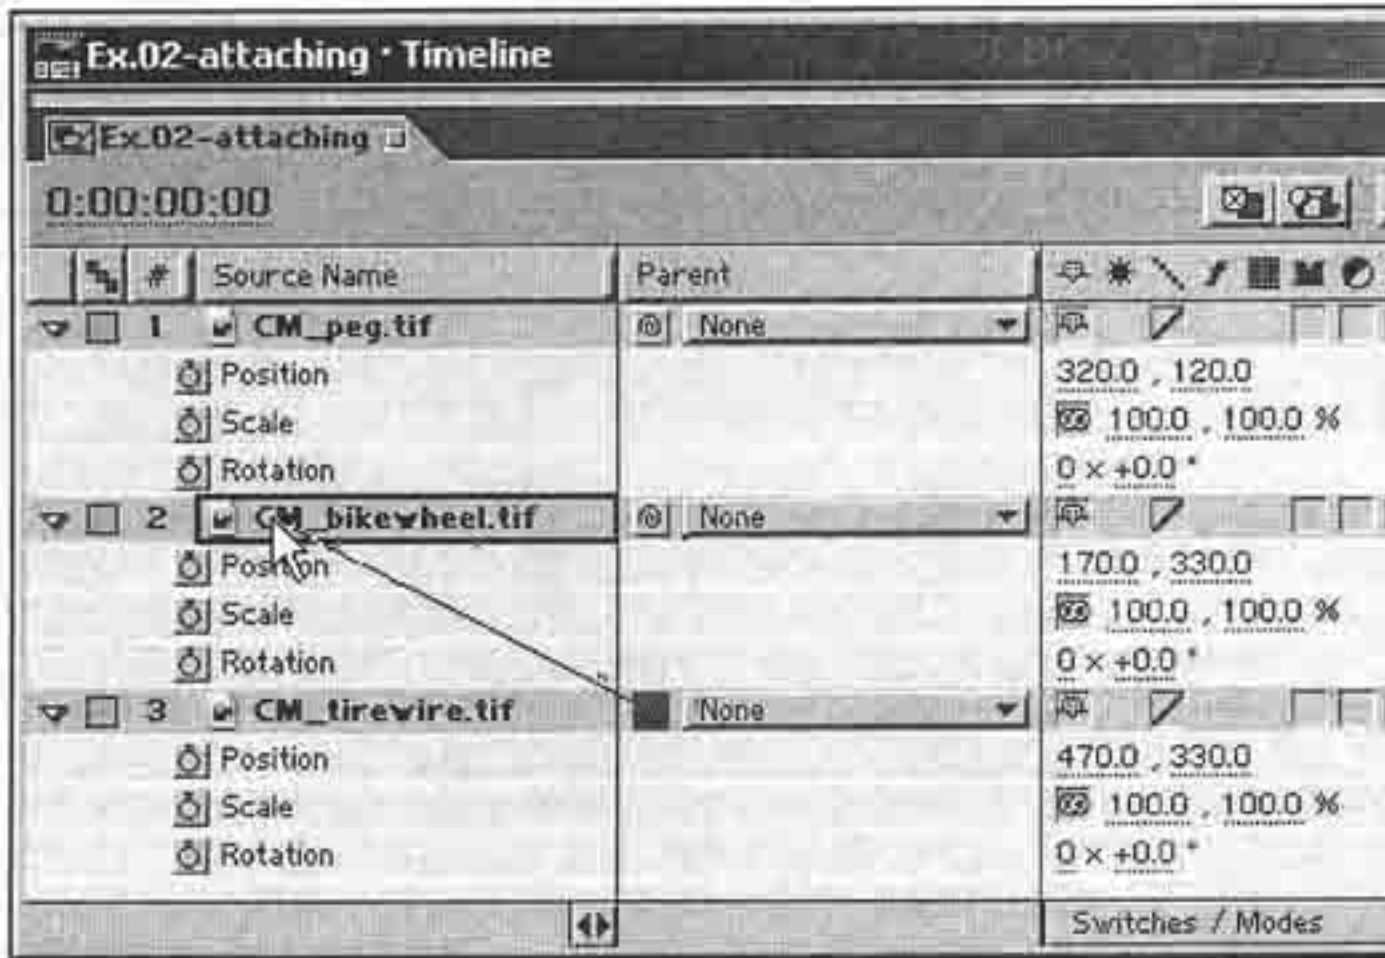 Ex.02-attaching · Timeline
Ex.02-attaching
0:00:00:00
# Source Name Parent
1 CM_peg.tif None
Position 320.0 , 120.0
Scale 100.0 , 100.0 %
Rotation 0 x +0.0 °
2 CM_bikewheel.tif None
Position 170.0 , 330.0
Scale 100.0 , 100.0 %
Rotation 0 x +0.0 °
3 CM_tirewire.tif None
Position 470.0 , 330.0
Scale 100.0 , 100.0 %
Rotation 0 x +0.0 °
Switches / Modes